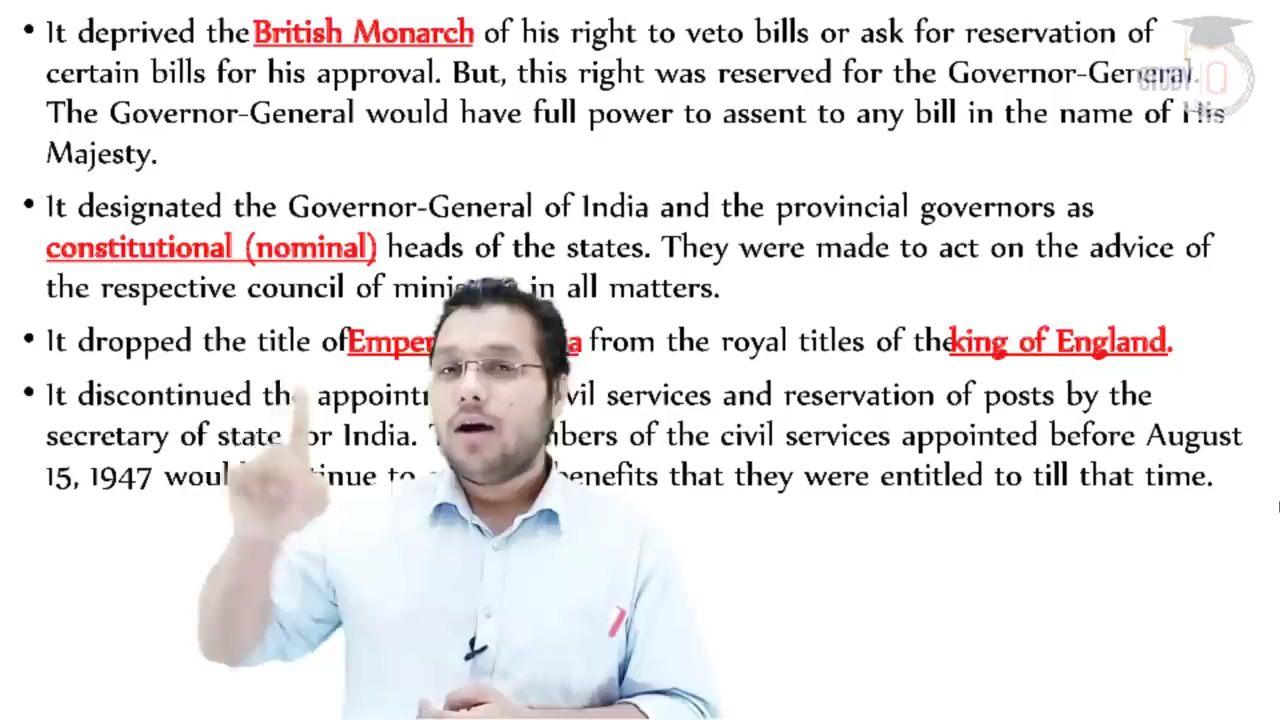 • It deprived the British Monarch of his right to veto bills or ask for reservation of
certain bills for his approval. But, this right was reserved for the Governor-General.
The Governor-General would have full power to assent to any bill in the name of His
Majesty.
• It designated the Governor-General of India and the provincial governors as
constitutional (nominal) heads of the states. They were made to act on the advice of
the respective council of in all matters.
• It dropped the title of from the royal titles of the king of England.
• It discontinued the services and reservation of posts by the
secretary of state for India. of the civil services appointed before August
15, 1947 to benefits that they were entitled to till that time.
STUDY IQ